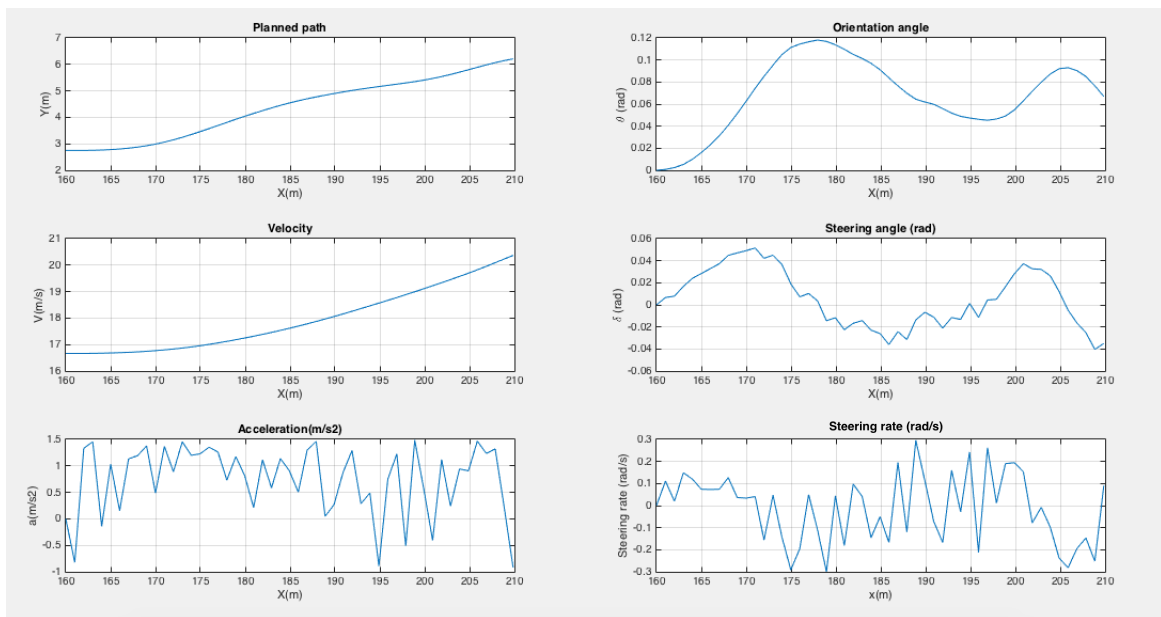 Planned path
7
6
5
4
3
2
Y(m)
160 165 170 175 180 185 190 195 200 205 210
X(m)
Orientation angle
0.12
0.1
0.08
0.06
0.04
0.02
0
θ (rad)
160 165 170 175 180 185 190 195 200 205 210
X(m)
Velocity
21
20
19
18
17
16
V(m/s)
160 165 170 175 180 185 190 195 200 205 210
X(m)
Steering angle (rad)
0.06
0.04
0.02
0
-0.02
-0.04
-0.06
δ (rad)
160 165 170 175 180 185 190 195 200 205 210
X(m)
Acceleration(m/s2)
1.5
1
0.5
0
-0.5
-1
a(m/s2)
160 165 170 175 180 185 190 195 200 205 210
X(m)
Steering rate (rad/s)
0.3
0.2
0.1
0
-0.1
-0.2
-0.3
Steering rate (rad/s)
160 165 170 175 180 185 190 195 200 205 210
x(m)